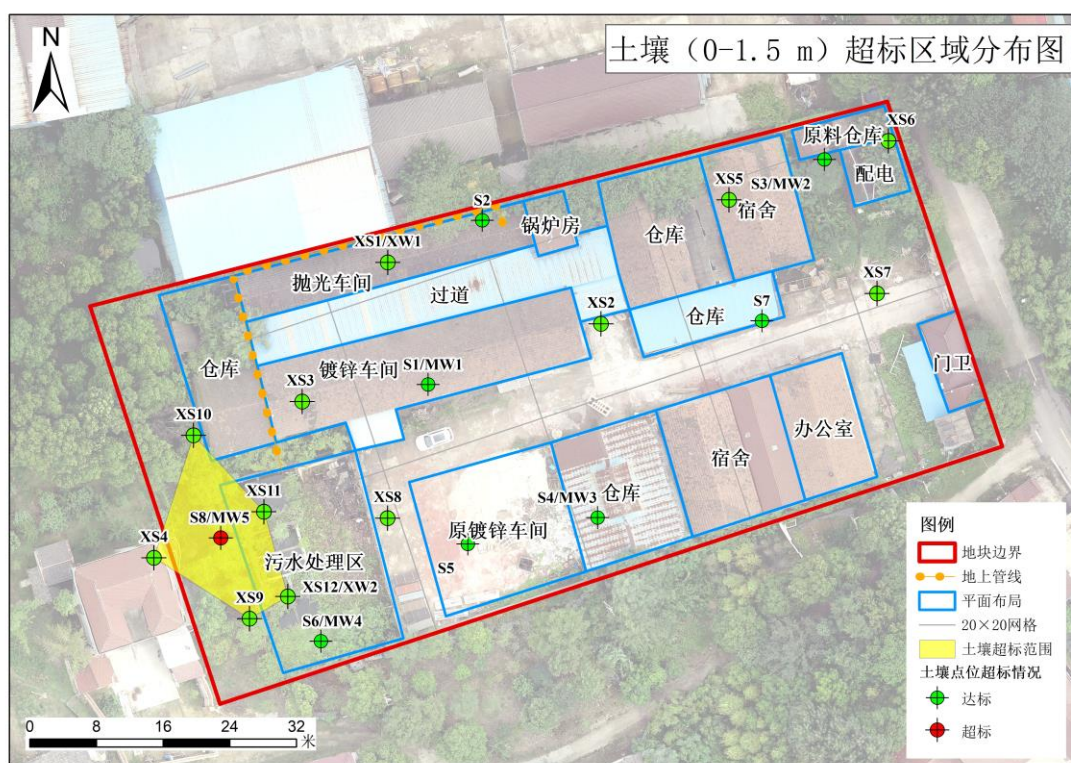 土壤（0-1.5 m）超标区域分布图
N
原料仓库
XS6
配电
XS5
S3/MW2
宿舍
S2
锅炉房
仓库
XS1/XW1
抛光车间
过道
XS7
XS2
仓库
S7
仓库
镀锌车间
S1/MW1
XS3
门卫
XS10
办公室
宿舍
XS11
S8/MW5
XS8
S4/MW3
仓库
原镀锌车间
XS4
污水处理区
S5
XS12/XW2
XS9
S6/MW4
图例
地块边界
地上管线
平面布局
20×20网格
土壤超标范围
土壤点位超标情况
达标
超标
0 8 16 24 32
米